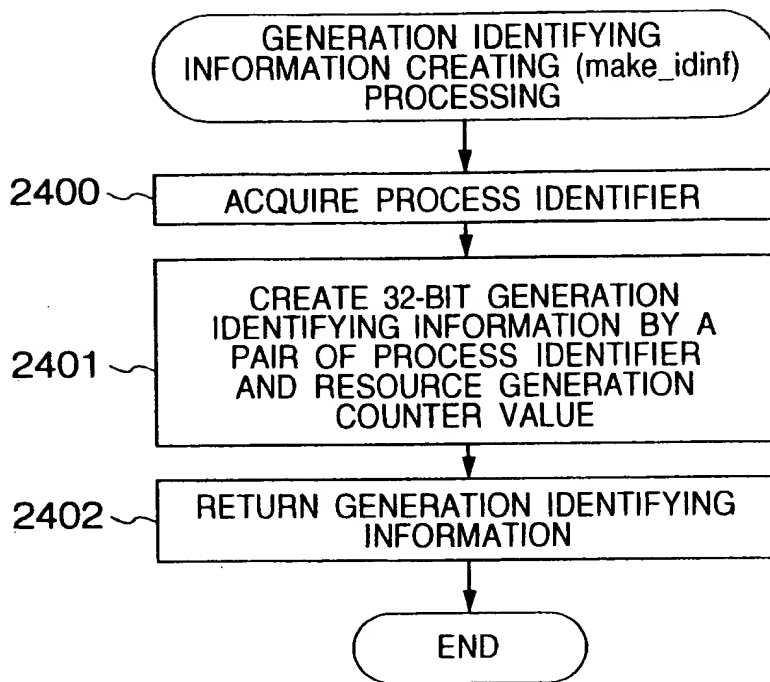 GENERATION IDENTIFYING
INFORMATION CREATING (make_idinf)
PROCESSING
2400
ACQUIRE PROCESS IDENTIFIER
2401
CREATE 32-BIT GENERATION
IDENTIFYING INFORMATION BY A
PAIR OF PROCESS IDENTIFIER
AND RESOURCE GENERATION
COUNTER VALUE
2402
RETURN GENERATION IDENTIFYING
INFORMATION
END